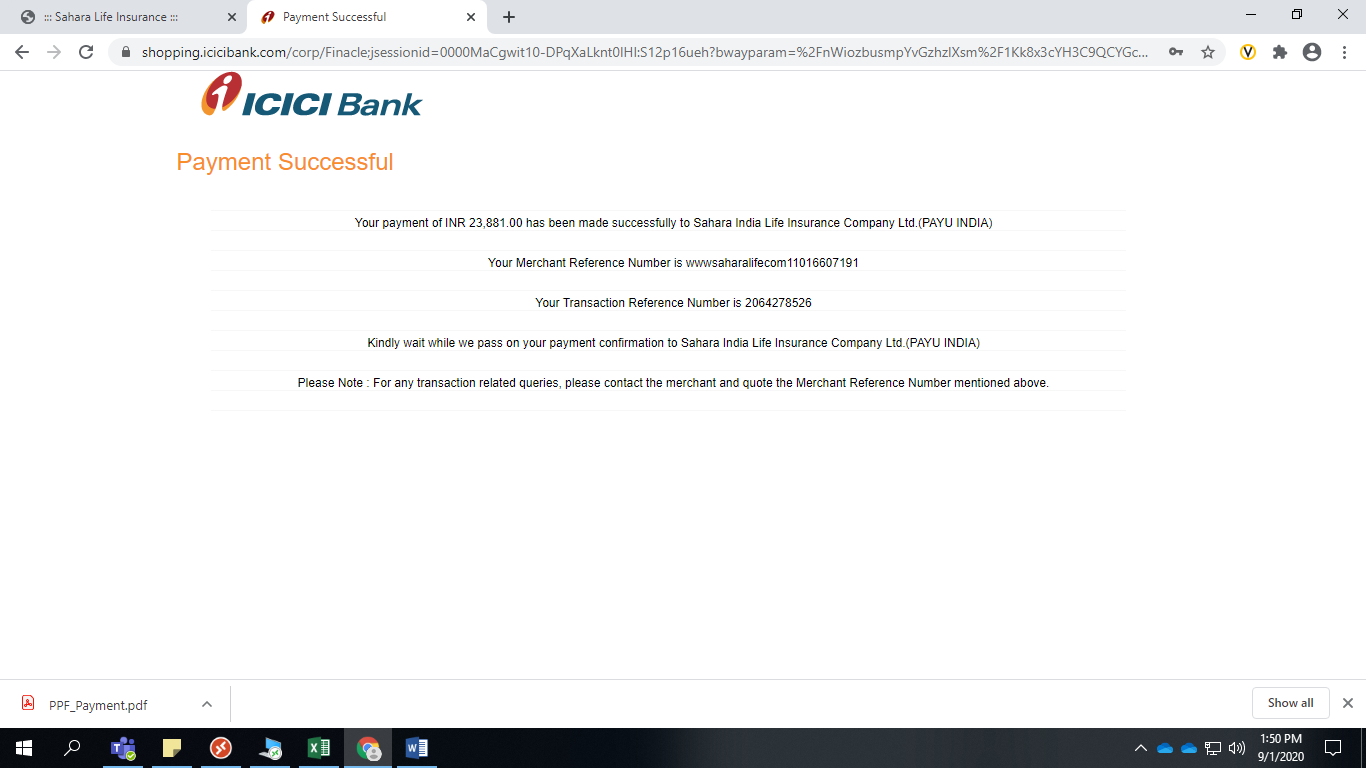 ::: Sahara Life Insurance :::
Payment Successful
shopping.icicibank.com/corp/Finacle;jsessionid=0000MaCgwit10-DPqXaLknt0IHI:S12p16ueh?bwayparam=%2FnWiozbusmpYvGzhzlXsm%2F1Kk8x3cYH3C9QCYGc...
ICICI Bank
Payment Successful
Your payment of INR 23,881.00 has been made successfully to Sahara India Life Insurance Company Ltd.(PAYU INDIA)
Your Merchant Reference Number is wwwsaharalifecom11016607191
Your Transaction Reference Number is 2064278526
Kindly wait while we pass on your payment confirmation to Sahara India Life Insurance Company Ltd.(PAYU INDIA)
Please Note : For any transaction related queries, please contact the merchant and quote the Merchant Reference Number mentioned above.
PPF_Payment.pdf
Show all
1:50 PM
9/1/2020